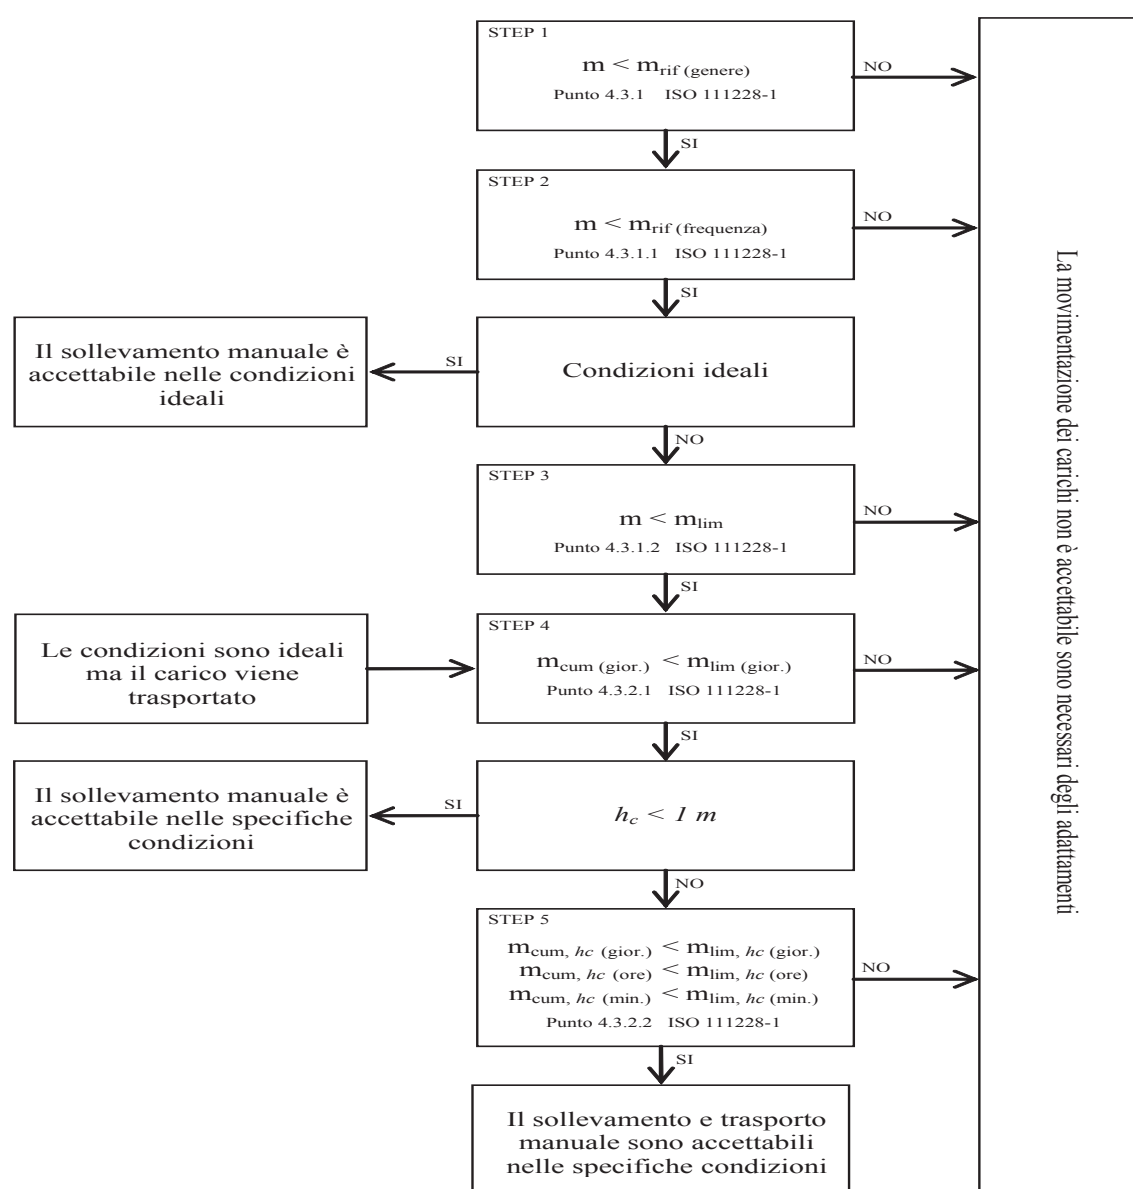 STEP 1
m < mrif (genere)
Punto 4.3.1 ISO 111228-1
NO
SI
STEP 2
m < mrif (frequenza)
Punto 4.3.1.1 ISO 111228-1
NO
SI
Il sollevamento manuale è
accettabile nelle condizioni
ideali
SI
Condizioni ideali
NO
STEP 3
m < mlim
Punto 4.3.1.2 ISO 111228-1
NO
SI
Le condizioni sono ideali
ma il carico viene
trasportato
STEP 4
mcum (gior.) < mlim (gior.)
Punto 4.3.2.1 ISO 111228-1
NO
SI
Il sollevamento manuale è
accettabile nelle specifiche
condizioni
SI
hc < 1 m
NO
STEP 5
mcum, hc (gior.) < mlim, hc (gior.)
mcum, hc (ore) < mlim, hc (ore)
mcum, hc (min.) < mlim, hc (min.)
Punto 4.3.2.2 ISO 111228-1
NO
SI
Il sollevamento e trasporto
manuale sono accettabili
nelle specifiche condizioni
La movimentazione dei carichi non è accettabile sono necessari degli adattamenti